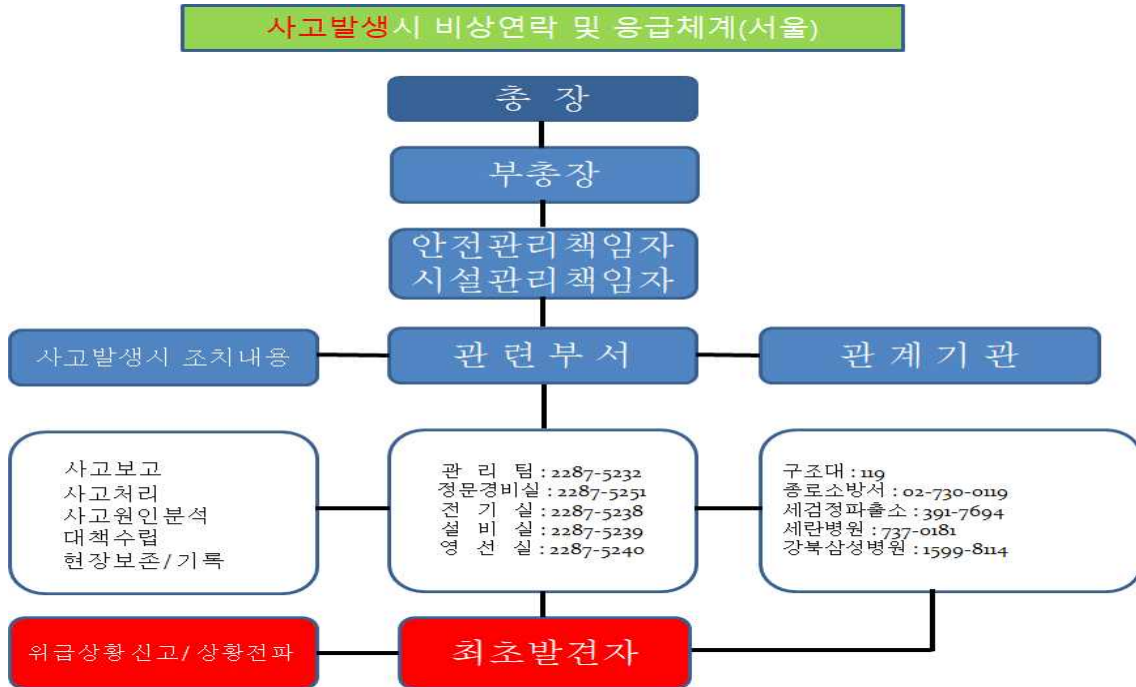 사고발생시 비상연락 및 응급체계(서울)
총 장
부총장
안전관리책임자
시설관리책임자
사고발생시 조치내용
관 련 부 서
관 계 기 관
사고보고
사고처리
사고원인분석
대책수립
현장보존/기록
관 리 팀 : 2287-5232
정문경비실 : 2287-5251
전 기 실 : 2287-5238
설 비 실 : 2287-5239
영 선 실 : 2287-5240
구조대 : 119
종로소방서 : 02-730-0119
세검정파출소 : 391-7694
세란병원 : 737-0181
강북삼성병원 : 1599-8114
위급상황신고/상황전파
최초발견자